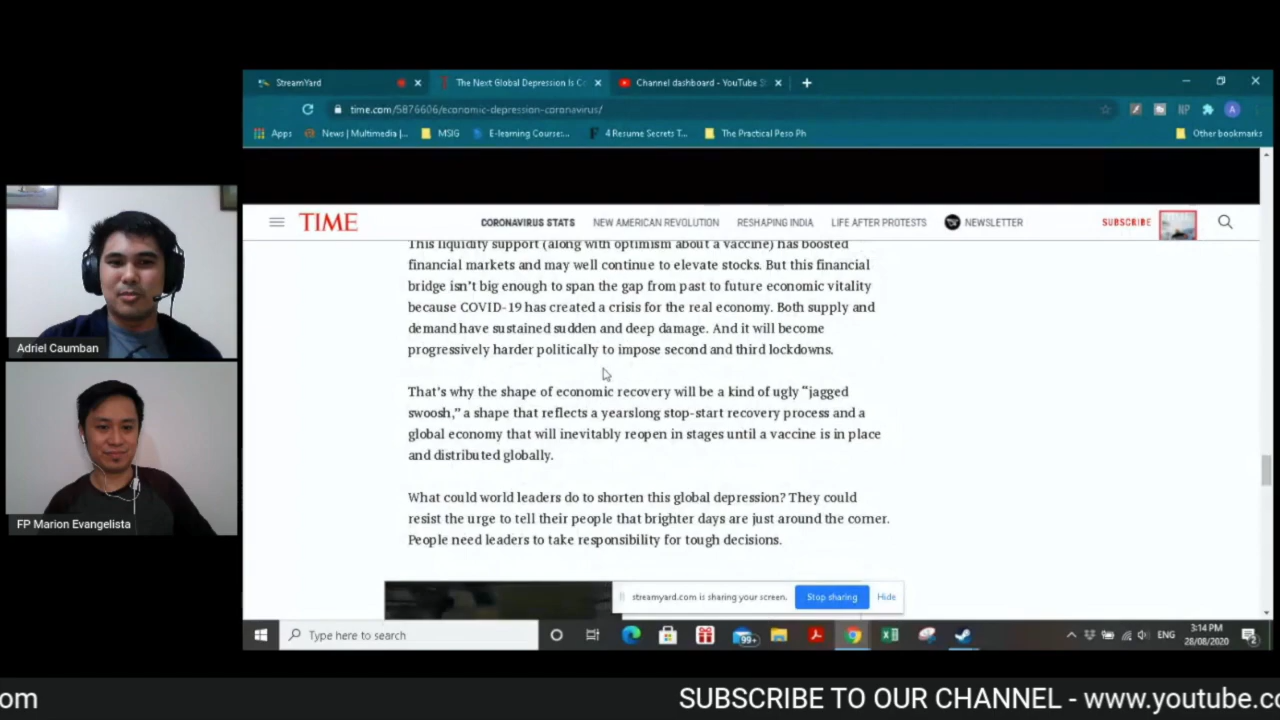 StreamYard
The Next Global Depression Is Co
Channel dashboard - YouTube S
time.com/5876606/economic-depression-coronavirus/
Apps
News | Multimedia |...
MSIG
E-learning Course:...
4 Resume Secrets T...
The Practical Peso Ph
Other bookmarks
TIME
CORONAVIRUS STATS
NEW AMERICAN REVOLUTION
RESHAPING INDIA
LIFE AFTER PROTESTS
NEWSLETTER
SUBSCRIBE
This liquidity support (along with optimism about a vaccine) has boosted
financial markets and may well continue to elevate stocks. But this financial
bridge isn't big enough to span the gap from past to future economic vitality
because COVID-19 has created a crisis for the real economy. Both supply and
demand have sustained sudden and deep damage. And it will become
progressively harder politically to impose second and third lockdowns.
That's why the shape of economic recovery will be a kind of ugly “jagged
swoosh,” a shape that reflects a yearslong stop-start recovery process and a
global economy that will inevitably reopen in stages until a vaccine is in place
and distributed globally.
What could world leaders do to shorten this global depression? They could
resist the urge to tell their people that brighter days are just around the corner.
People need leaders to take responsibility for tough decisions.
streamyard.com is sharing your screen.
Stop sharing
Hide
Type here to search
99+
ENG
3:14 PM
28/08/2020
2
Adriel Caumban
FP Marion Evangelista
om
SUBSCRIBE TO OUR CHANNEL - www.youtube.co